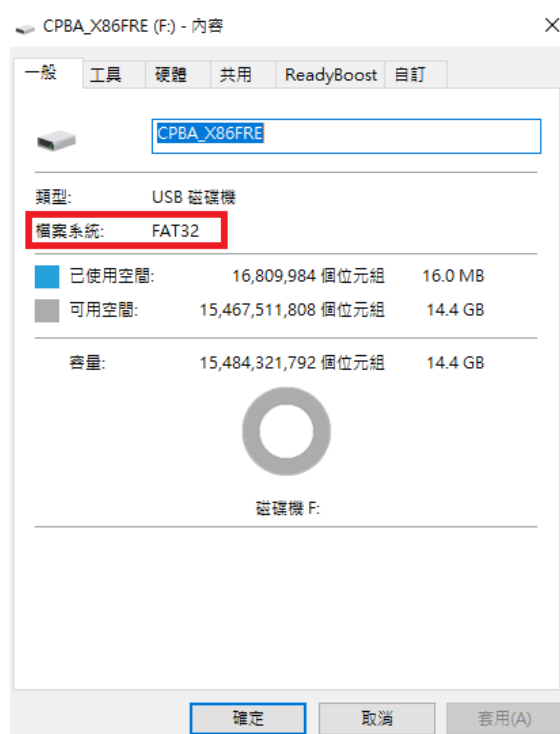 CPBA_X86FRE (F:) - 內容
一般 工具 硬體 共用 ReadyBoost 自訂
CPBA_X86FRE
類型: USB 磁碟機
檔案系統: FAT32
已使用空間: 16,809,984 個位元組 16.0 MB
可用空間: 15,467,511,808 個位元組 14.4 GB
容量: 15,484,321,792 個位元組 14.4 GB
磁碟機 F:
確定 取消 套用(A)